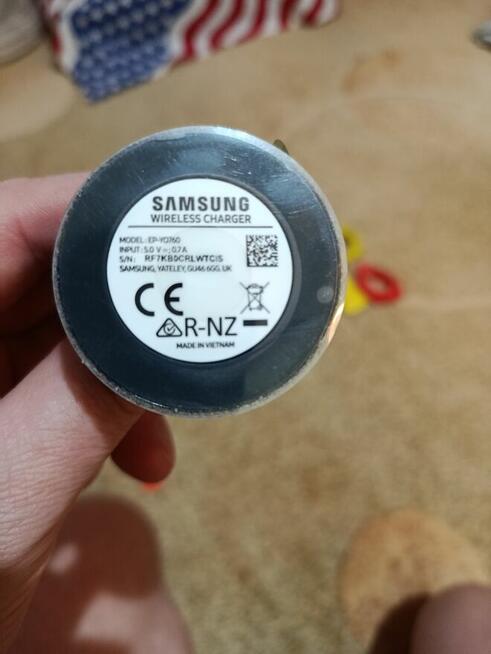 SAMSUNG
WIRELESS CHARGER
MODEL: EP-YO760
INPUT: 5.0 V ⎓; 0.7A
S/N: RF7KB0CRLWTCIS
SAMSUNG, YATELEY, GU46 6GG, UK
CE
R-NZ
MADE IN VIETNAM